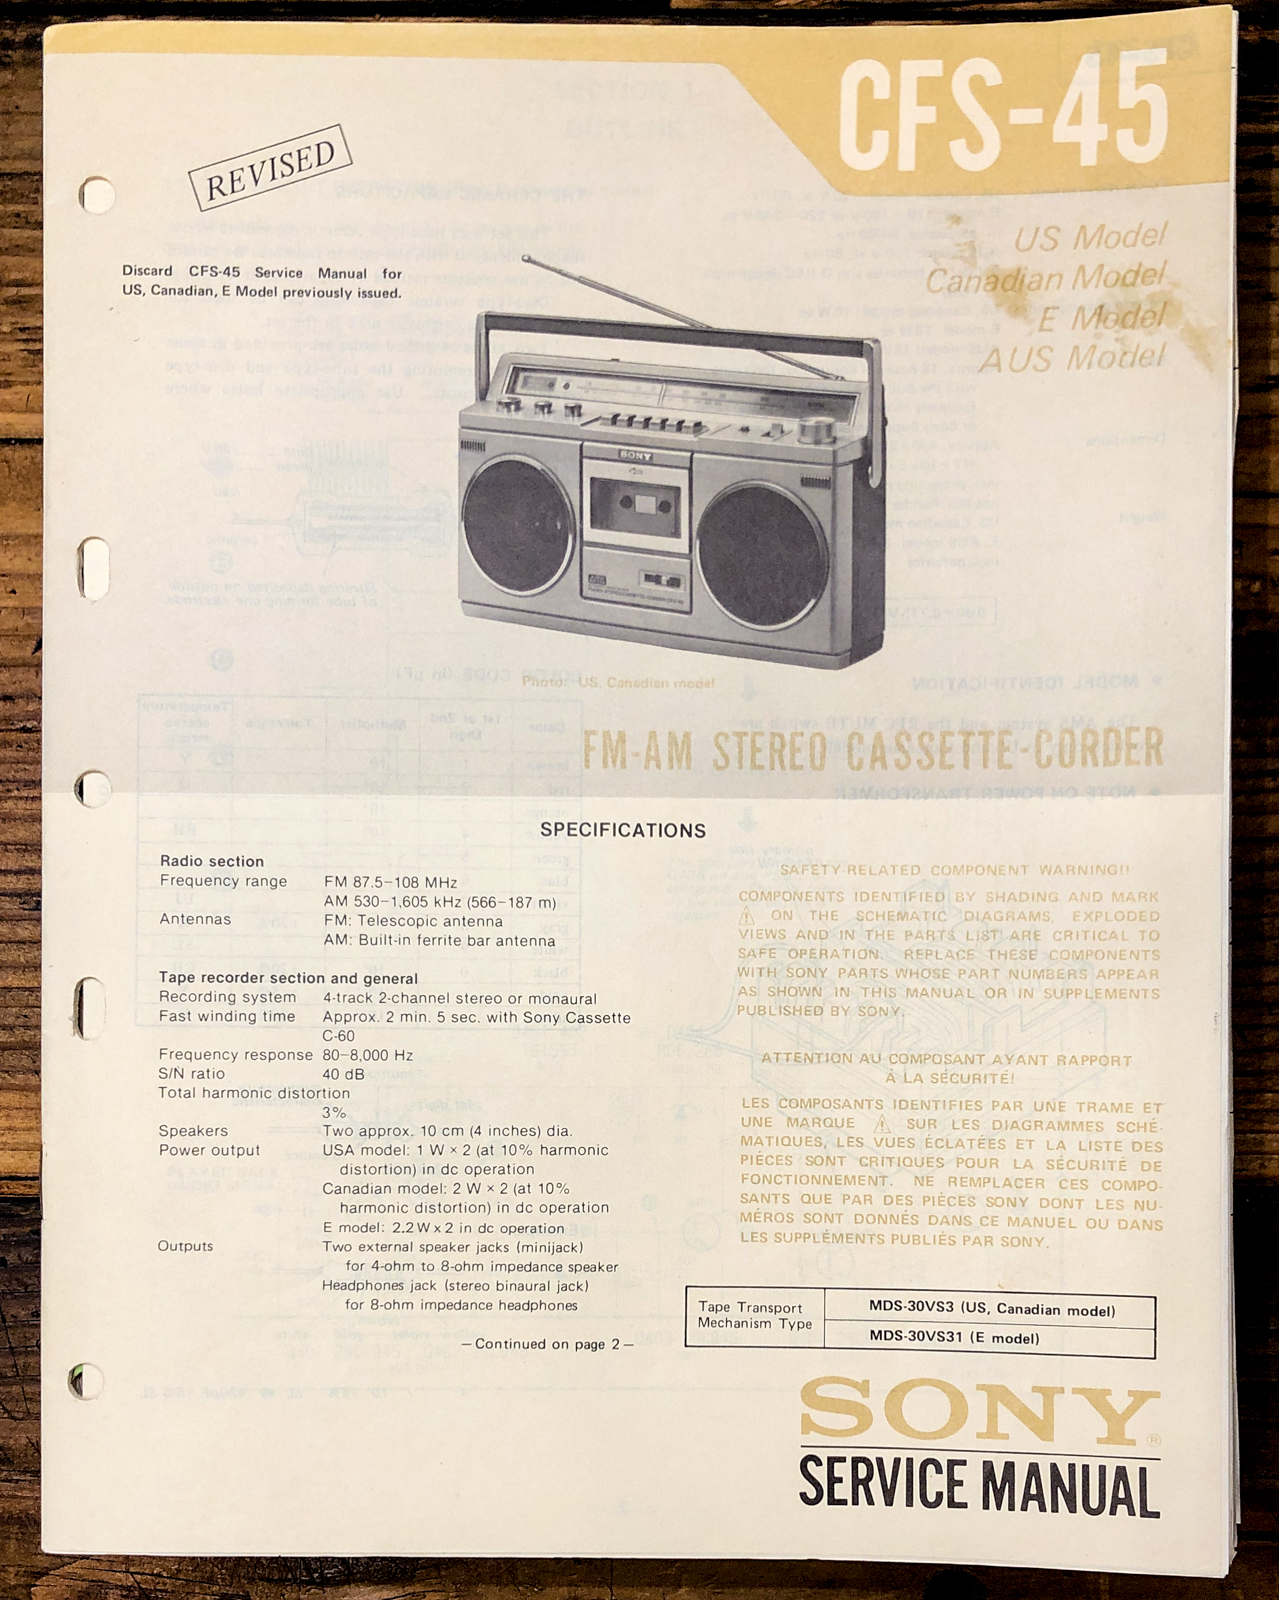 CFS-45
REVISED
US Model
Canadian Model
E Model
AUS Model
Discard CFS-45 Service Manual for
US, Canadian, E Model previously issued.
SONY
Photo: US, Canadian model
FM-AM STEREO CASSETTE-CORDER
SPECIFICATIONS
Radio section
Frequency range FM 87.5–108 MHz
AM 530–1,605 kHz (566–187 m)
Antennas FM: Telescopic antenna
AM: Built-in ferrite bar antenna
Tape recorder section and general
Recording system 4-track 2-channel stereo or monaural
Fast winding time Approx. 2 min. 5 sec. with Sony Cassette
C-60
Frequency response 80–8,000 Hz
S/N ratio 40 dB
Total harmonic distortion
3%
Speakers Two approx. 10 cm (4 inches) dia.
Power output USA model: 1 W × 2 (at 10% harmonic
distortion) in dc operation
Canadian model: 2 W × 2 (at 10%
harmonic distortion) in dc operation
E model: 2.2 W x 2 in dc operation
Outputs Two external speaker jacks (minijack)
for 4-ohm to 8-ohm impedance speaker
Headphones jack (stereo binaural jack)
for 8-ohm impedance headphones
—Continued on page 2—
SAFETY-RELATED COMPONENT WARNING!!
COMPONENTS IDENTIFIED BY SHADING AND MARK
⚠ ON THE SCHEMATIC DIAGRAMS, EXPLODED
VIEWS AND IN THE PARTS LIST ARE CRITICAL TO
SAFE OPERATION. REPLACE THESE COMPONENTS
WITH SONY PARTS WHOSE PART NUMBERS APPEAR
AS SHOWN IN THIS MANUAL OR IN SUPPLEMENTS
PUBLISHED BY SONY.
ATTENTION AU COMPOSANT AYANT RAPPORT
À LA SÉCURITÉ!
LES COMPOSANTS IDENTIFIÉS PAR UNE TRAME ET
UNE MARQUE ⚠ SUR LES DIAGRAMMES SCHÉ-
MATIQUES, LES VUES ÉCLATÉES ET LA LISTE DES
PIÈCES SONT CRITIQUES POUR LA SÉCURITÉ DE
FONCTIONNEMENT. NE REMPLACER CES COMPO-
SANTS QUE PAR DES PIÈCES SONY DONT LES NU-
MÉROS SONT DONNÉS DANS CE MANUEL OU DANS
LES SUPPLÉMENTS PUBLIÉS PAR SONY.
Tape Transport
Mechanism Type
MDS-30VS3 (US, Canadian model)
MDS-30VS31 (E model)
SONY®
SERVICE MANUAL